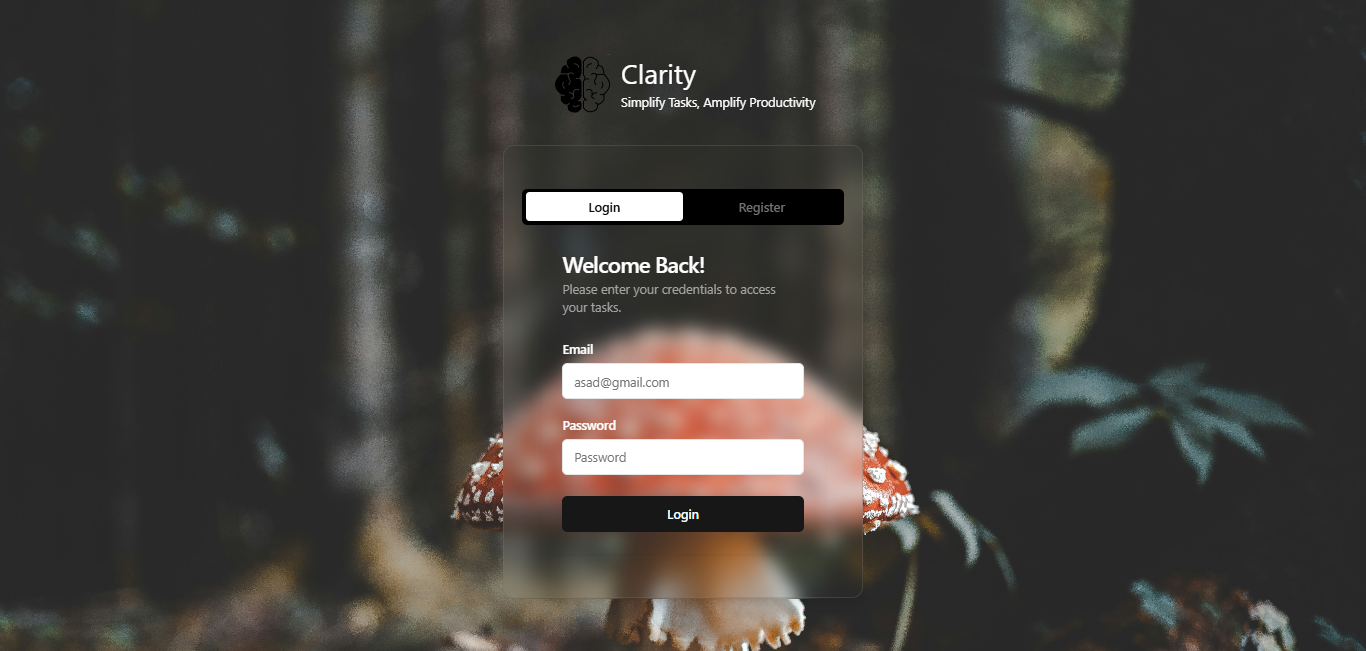 Clarity
Simplify Tasks, Amplify Productivity
Login
Register
Welcome Back!
Please enter your credentials to access
your tasks.
Email
asad@gmail.com
Password
Password
Login